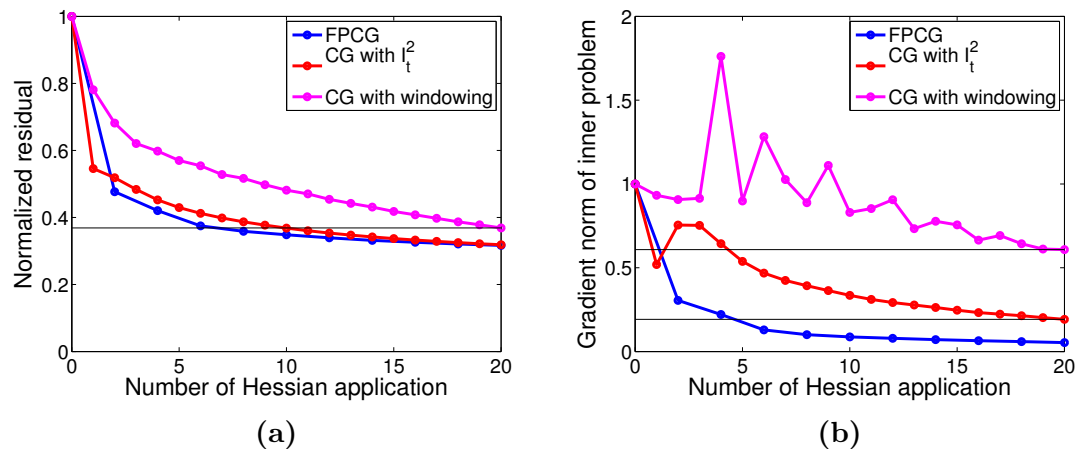 1
0.8
0.6
0.4
0.2
0
0 5 10 15 20
Normalized residual
Number of Hessian application
FPCG
CG with I_t^2
CG with windowing
(a)
2
1.5
1
0.5
0
0 5 10 15 20
Gradient norm of inner problem
Number of Hessian application
FPCG
CG with I_t^2
CG with windowing
(b)